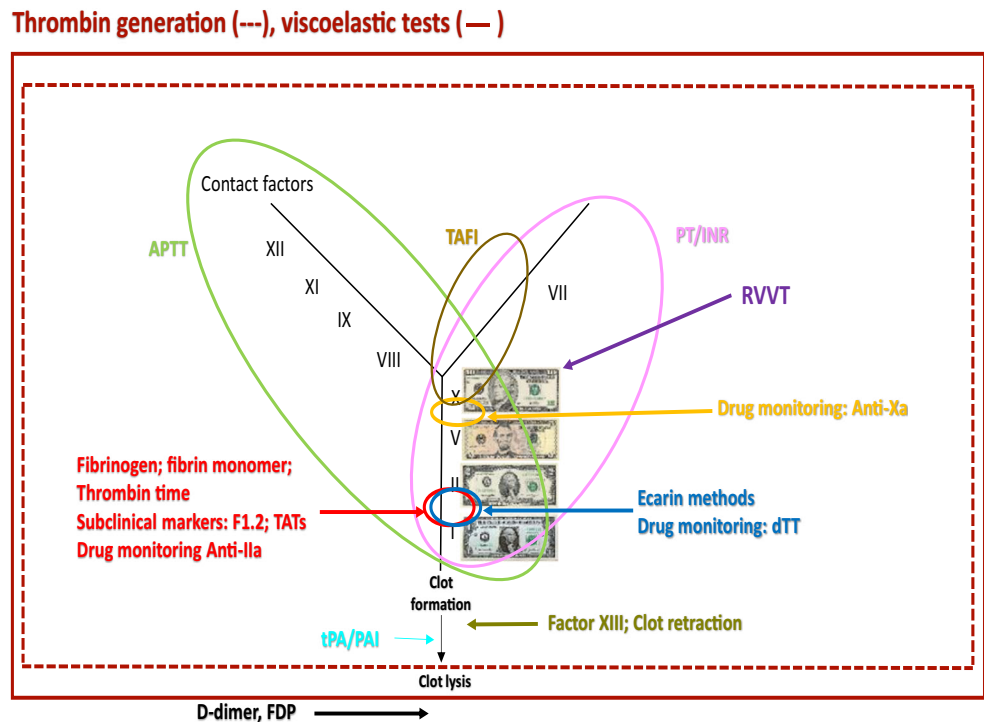 Thrombin generation (---), viscoelastic tests ( — )
Contact factors
APTT
XII
XI
IX
VIII
TAFI
PT/INR
VII
RVVT
X
Drug monitoring: Anti-Xa
V
Fibrinogen; fibrin monomer;
Thrombin time
Subclinical markers: F1.2; TATs
Drug monitoring Anti-IIa
II
I
Ecarin methods
Drug monitoring: dTT
Clot
formation
Factor XIII; Clot retraction
tPA/PAI
Clot lysis
D-dimer, FDP